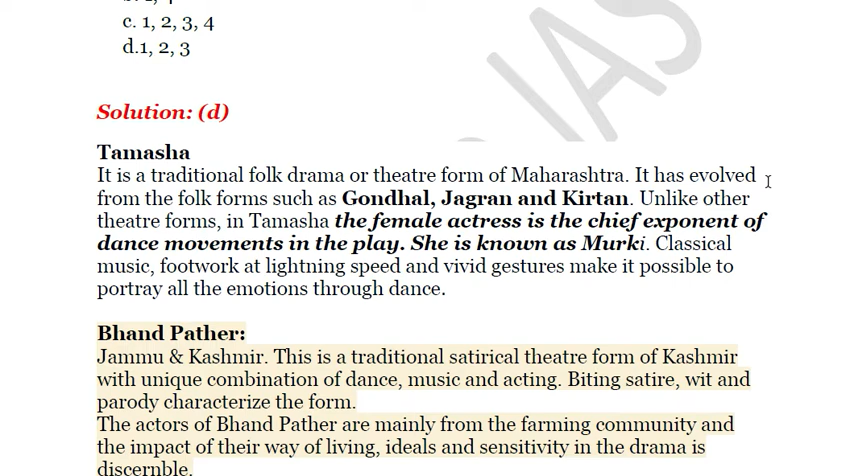 b. 1, 4
c. 1, 2, 3, 4
d.1, 2, 3
Solution: (d)
Tamasha
It is a traditional folk drama or theatre form of Maharashtra. It has evolved
from the folk forms such as Gondhal, Jagran and Kirtan. Unlike other
theatre forms, in Tamasha the female actress is the chief exponent of
dance movements in the play. She is known as Murki. Classical
music, footwork at lightning speed and vivid gestures make it possible to
portray all the emotions through dance.
Bhand Pather:
Jammu & Kashmir. This is a traditional satirical theatre form of Kashmir
with unique combination of dance, music and acting. Biting satire, wit and
parody characterize the form.
The actors of Bhand Pather are mainly from the farming community and
the impact of their way of living, ideals and sensitivity in the drama is
discernble.
IAS